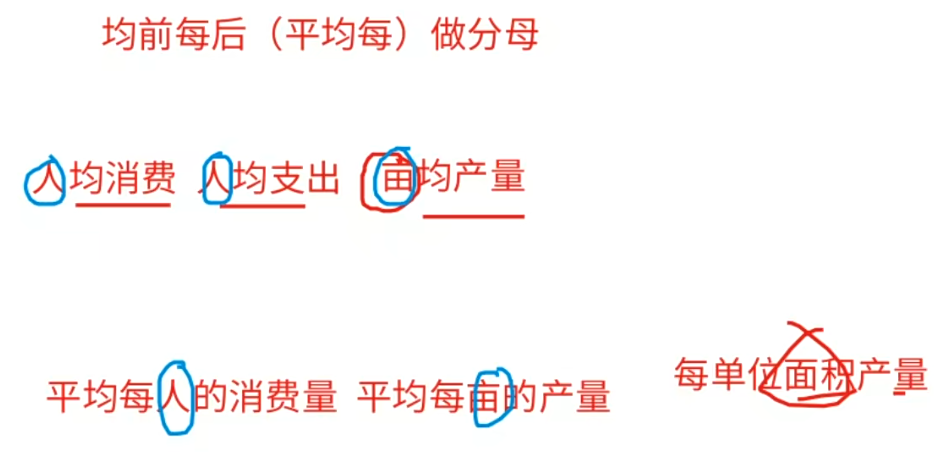 均前每后（平均每）做分母
人均消费 人均支出 亩均产量
平均每人的消费量 平均每亩的产量 每单位面积产量